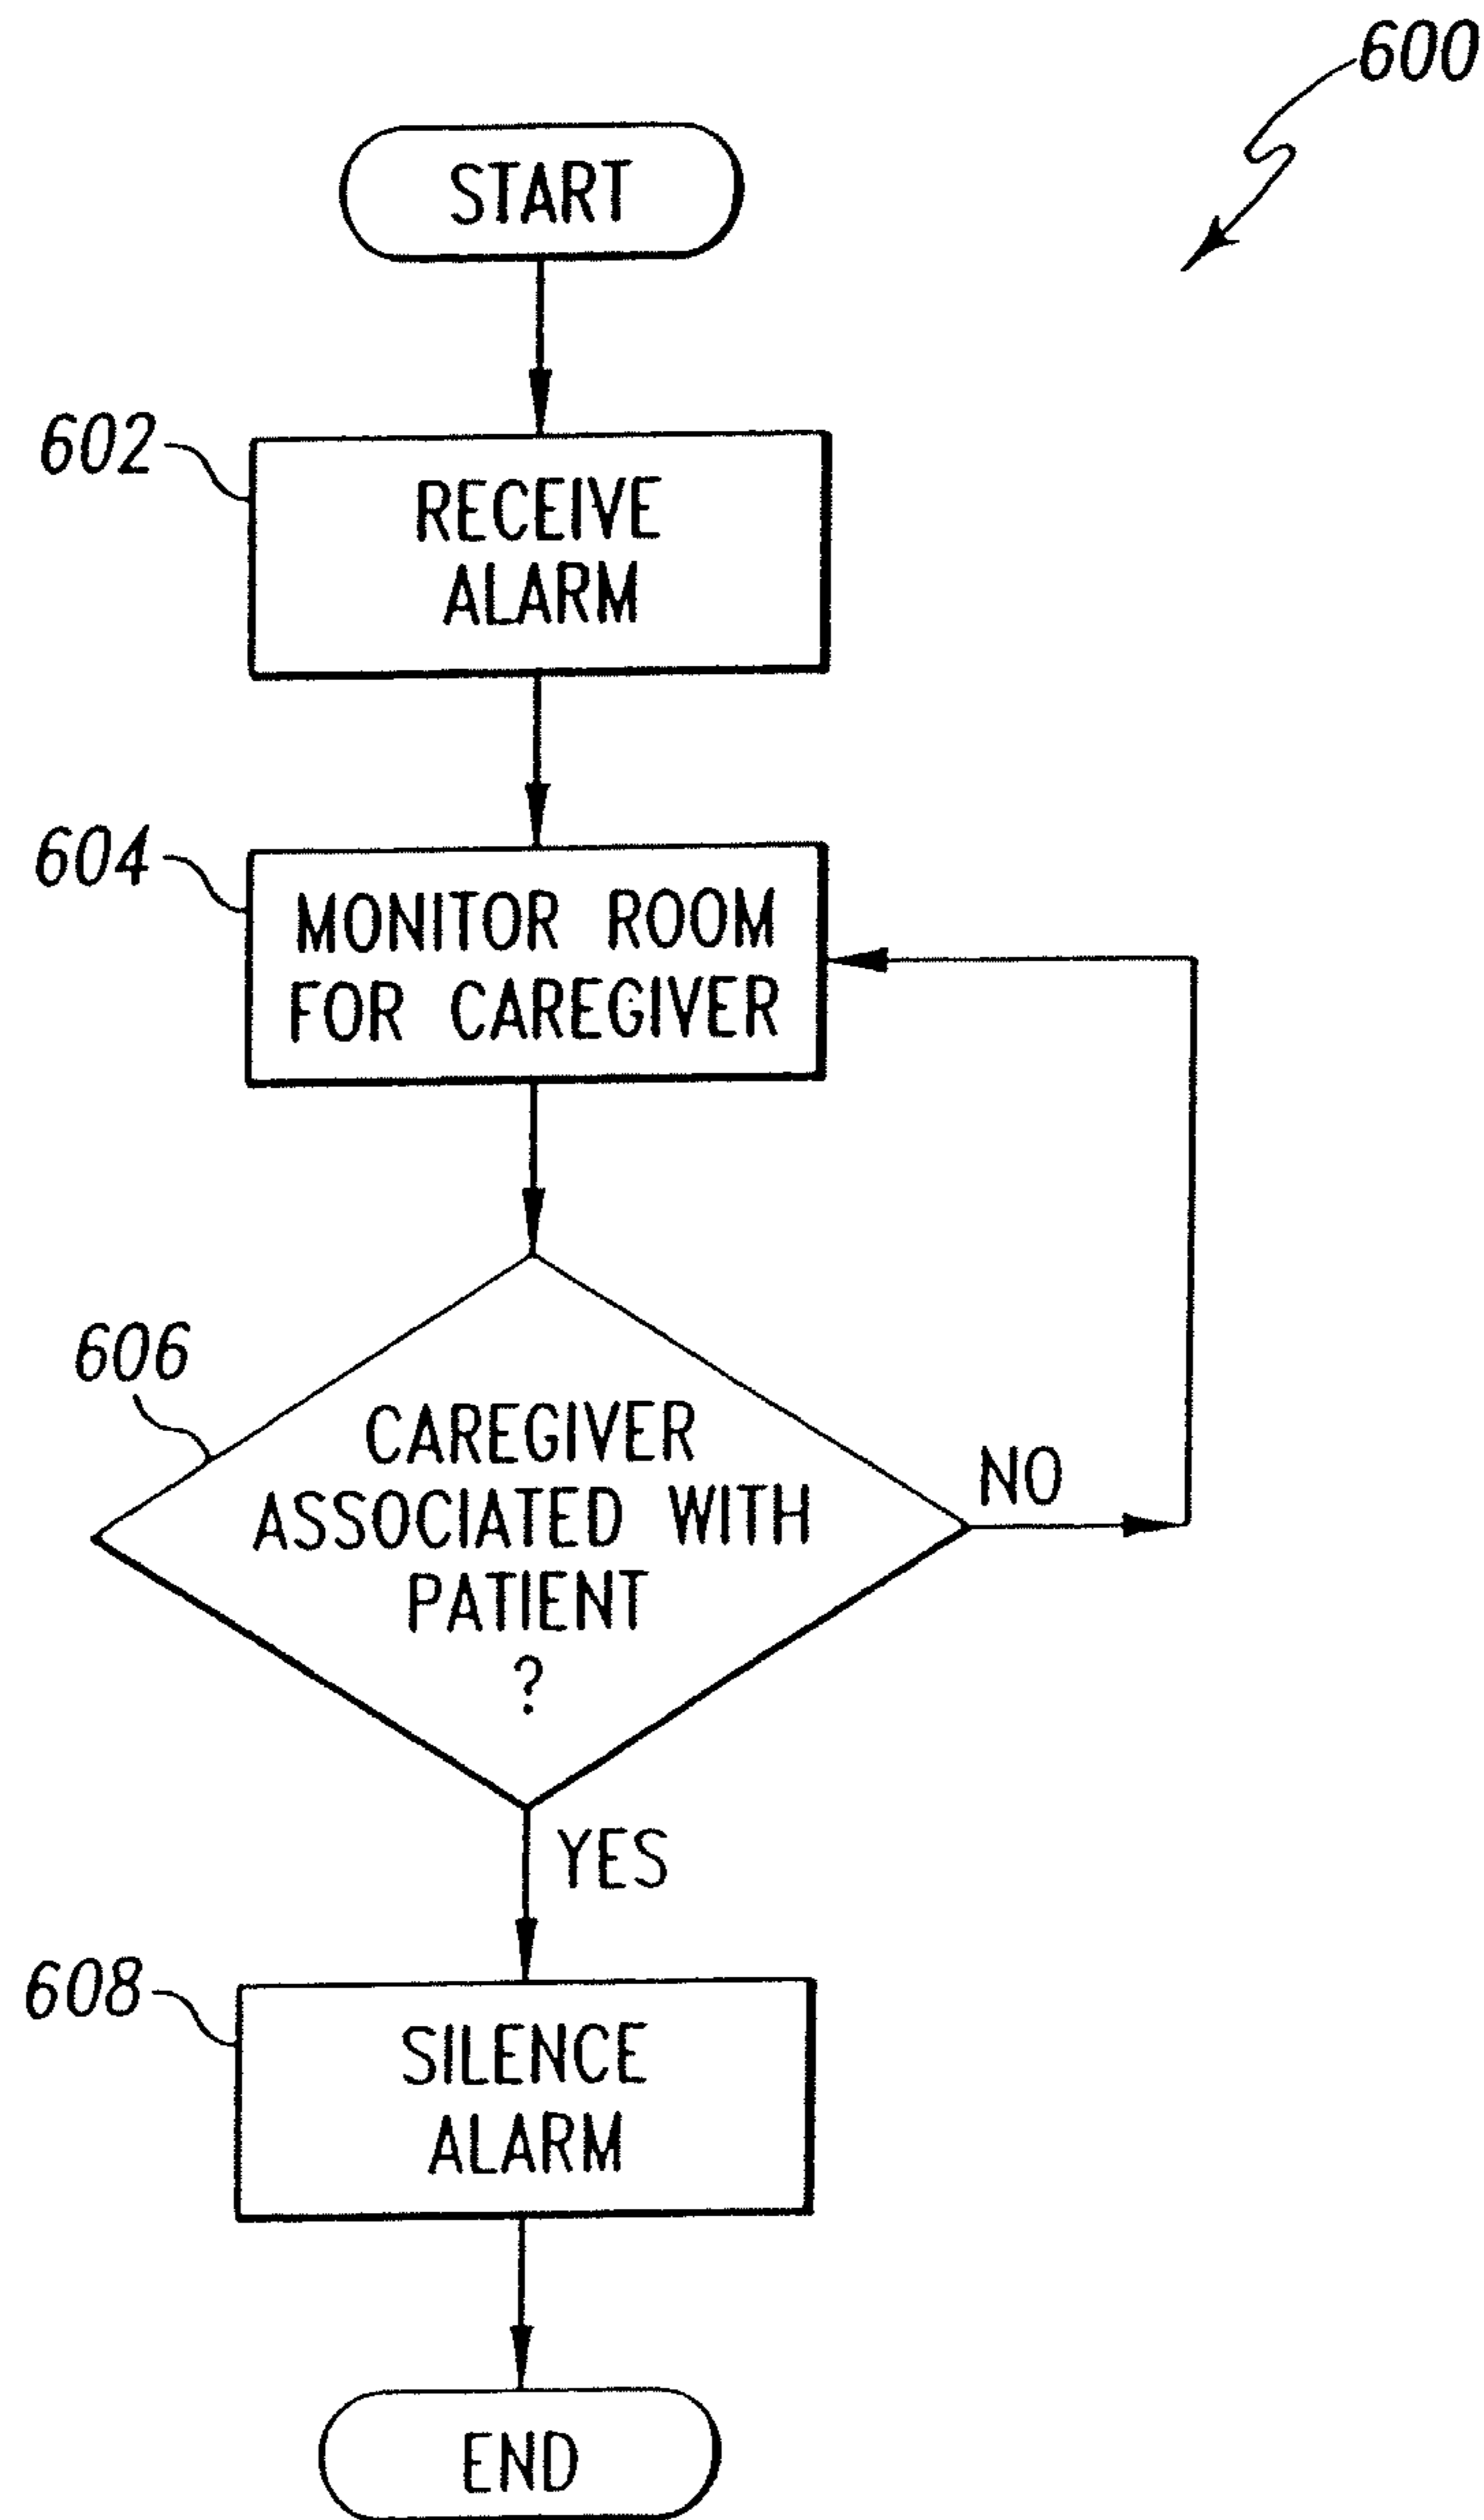 600
START
602
RECEIVE
ALARM
604
MONITOR ROOM
FOR CAREGIVER
606
CAREGIVER
ASSOCIATED WITH
PATIENT
?
NO
YES
608
SILENCE
ALARM
END